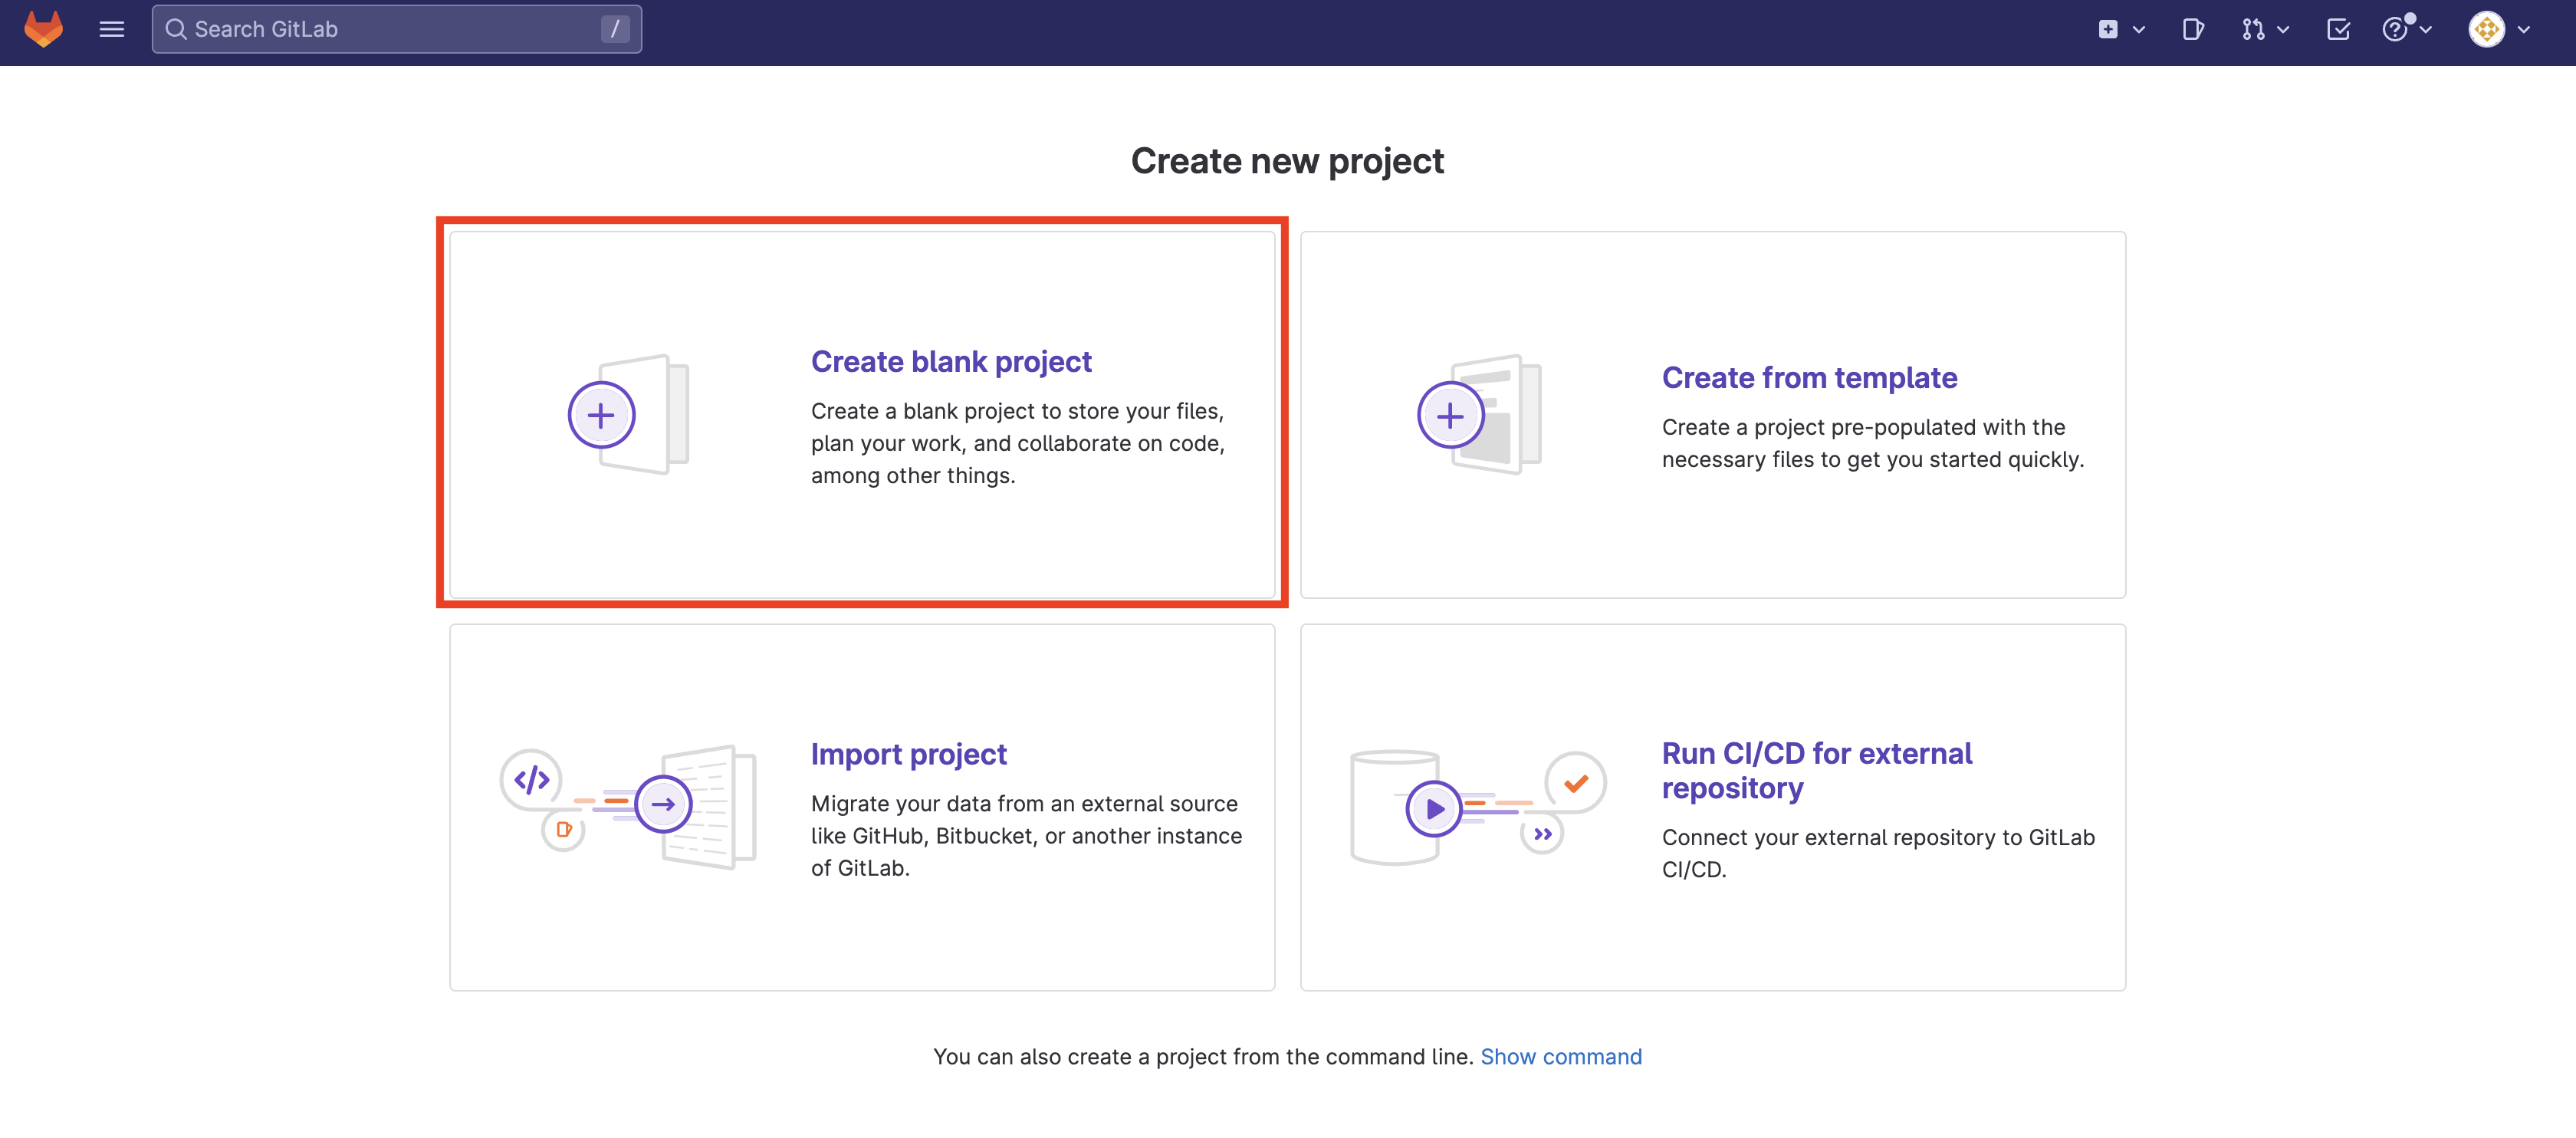 Search GitLab /
Create new project
Create blank project
Create a blank project to store your files,
plan your work, and collaborate on code,
among other things.
Create from template
Create a project pre-populated with the
necessary files to get you started quickly.
Import project
Migrate your data from an external source
like GitHub, Bitbucket, or another instance
of GitLab.
Run CI/CD for external
repository
Connect your external repository to GitLab
CI/CD.
You can also create a project from the command line. Show command